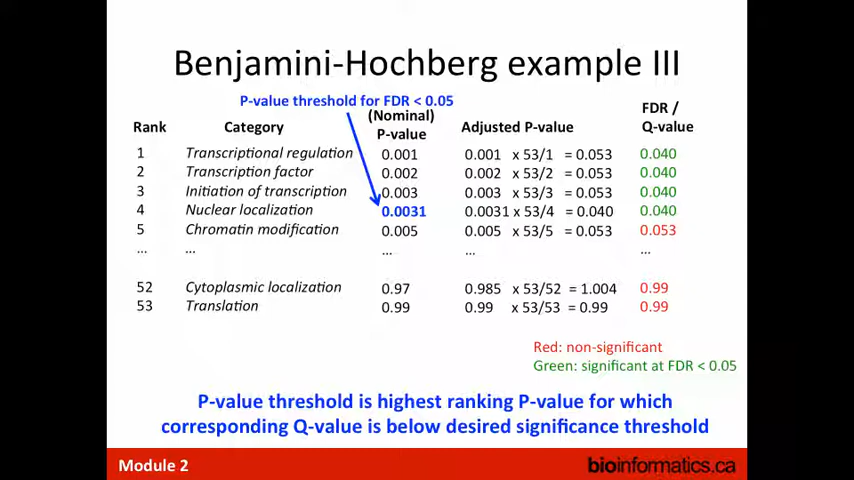 Benjamini-Hochberg example III
P-value threshold for FDR < 0.05
Rank Category (Nominal) P-value Adjusted P-value FDR / Q-value
1 Transcriptional regulation 0.001 0.001 x 53/1 = 0.053 0.040
2 Transcription factor 0.002 0.002 x 53/2 = 0.053 0.040
3 Initiation of transcription 0.003 0.003 x 53/3 = 0.053 0.040
4 Nuclear localization 0.0031 0.0031 x 53/4 = 0.040 0.040
5 Chromatin modification 0.005 0.005 x 53/5 = 0.053 0.053
... ... ... ... ...
52 Cytoplasmic localization 0.97 0.985 x 53/52 = 1.004 0.99
53 Translation 0.99 0.99 x 53/53 = 0.99 0.99
Red: non-significant
Green: significant at FDR < 0.05
P-value threshold is highest ranking P-value for which
corresponding Q-value is below desired significance threshold
Module 2 bioinformatics.ca